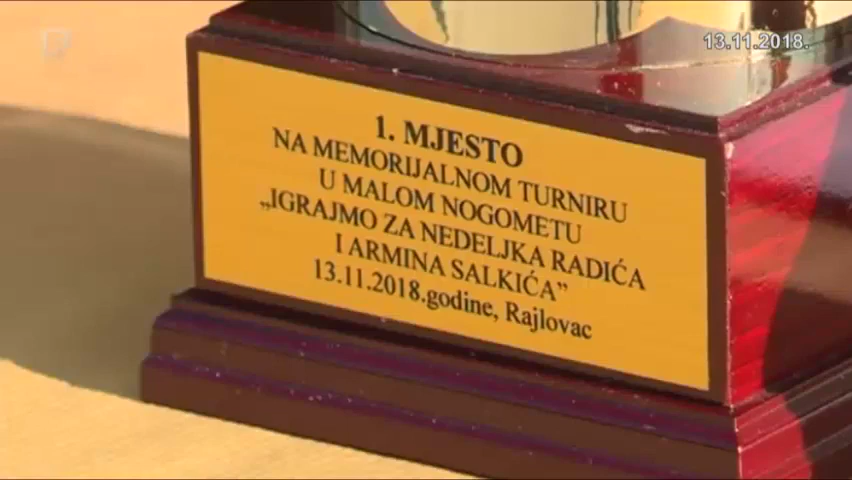 13.11.2018.
1. MJESTO
NA MEMORIJALNOM TURNIRU
U MALOM NOGOMETU
„IGRAJMO ZA NEDELJKA RADIĆA
I ARMINA SALKIĆA”
13.11.2018.godine, Rajlovac